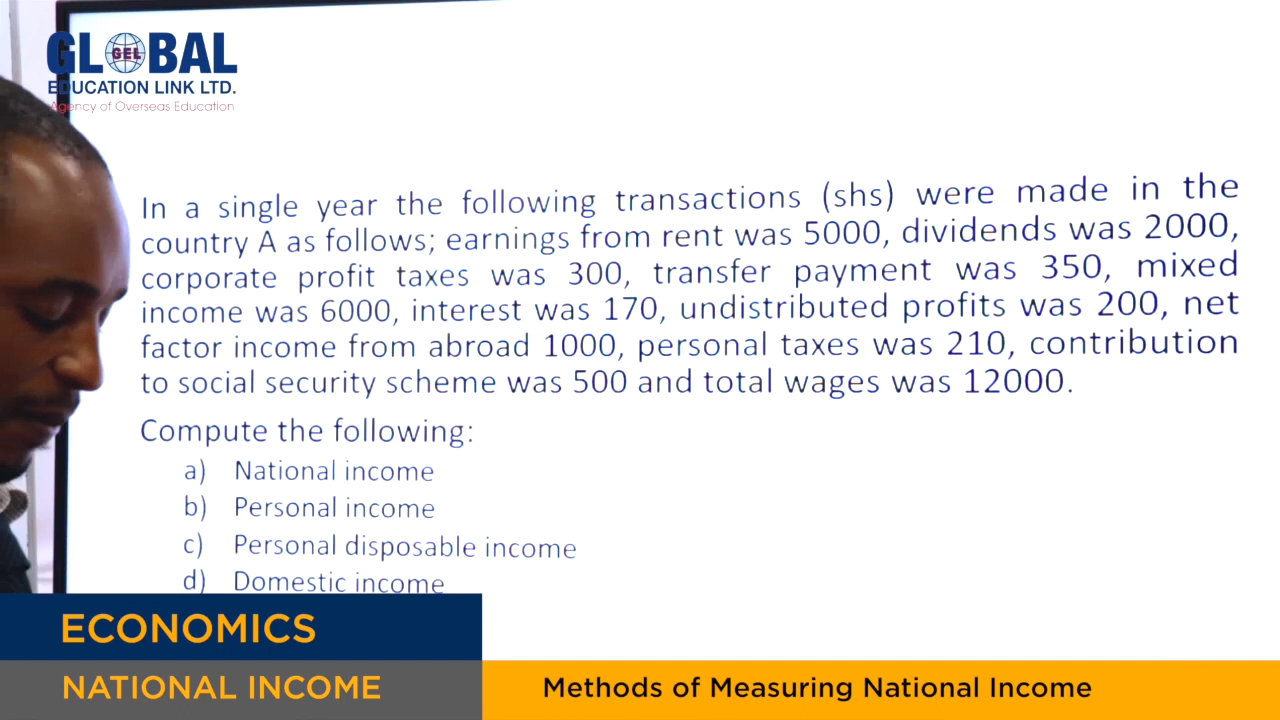 GLOBAL
GEL
EDUCATION LINK LTD.
Agency of Overseas Education
In a single year the following transactions (shs) were made in the
country A as follows; earnings from rent was 5000, dividends was 2000,
corporate profit taxes was 300, transfer payment was 350, mixed
income was 6000, interest was 170, undistributed profits was 200, net
factor income from abroad 1000, personal taxes was 210, contribution
to social security scheme was 500 and total wages was 12000.
Compute the following:
a) National income
b) Personal income
c) Personal disposable income
d) Domestic income
ECONOMICS
NATIONAL INCOME
Methods of Measuring National Income